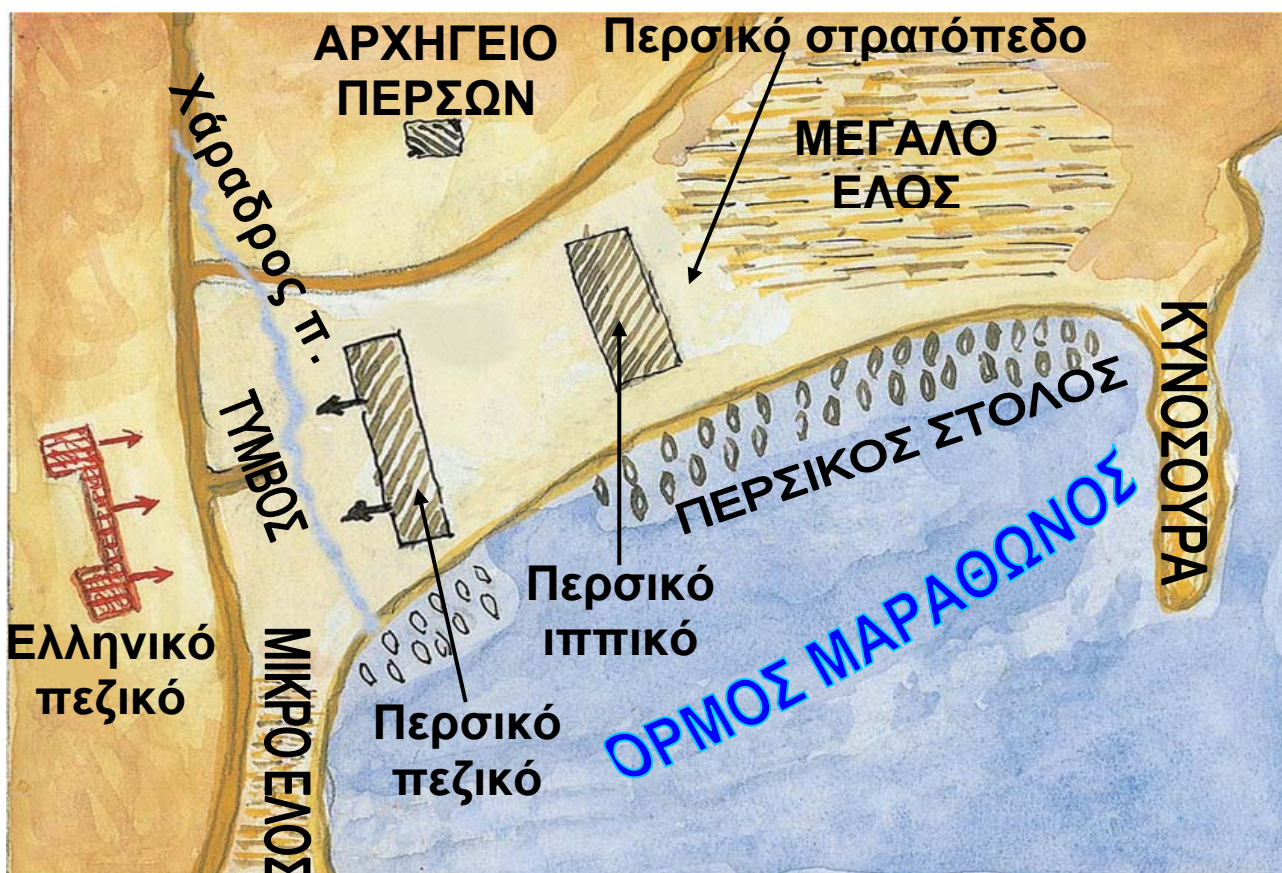 ΑΡΧΗΓΕΙΟ
ΠΕΡΣΩΝ
Περσικό στρατόπεδο
Χάραδρος π.
ΜΕΓΑΛΟ
ΕΛΟΣ
ΤΥΜΒΟΣ
ΚΥΝΟΣΟΥΡΑ
ΠΕΡΣΙΚΟΣ ΣΤΟΛΟΣ
ΟΡΜΟΣ ΜΑΡΑΘΩΝΟΣ
Περσικό
ιππικό
Ελληνικό
πεζικό
ΜΙΚΡΟ ΕΛΟΣ
Περσικό
πεζικό